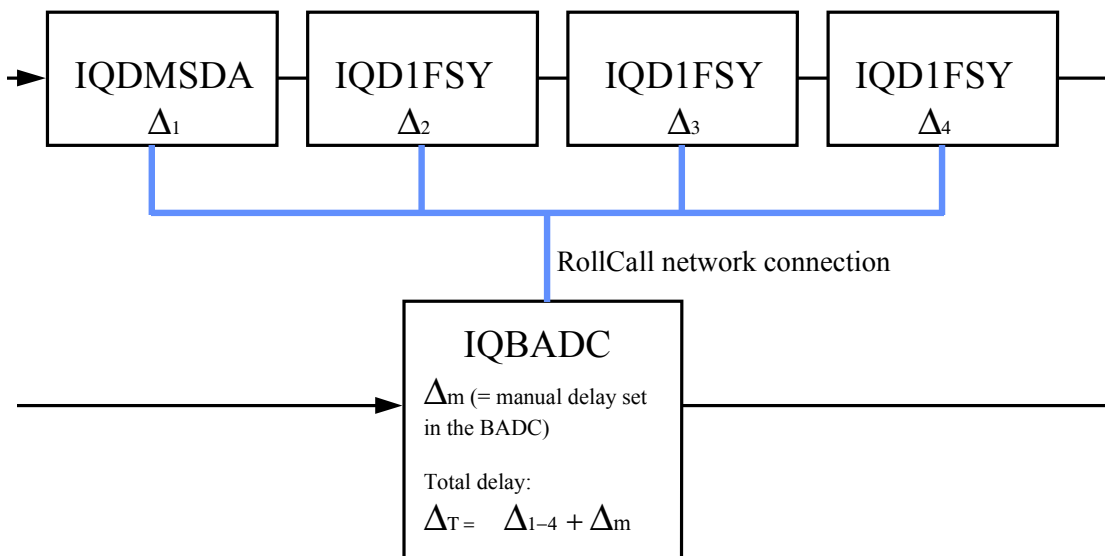 IQDMSDA IQD1FSY IQD1FSY IQD1FSY
Δ1 Δ2 Δ3 Δ4
RollCall network connection
IQBADC
Δm (= manual delay set
in the BADC)
Total delay:
ΔT = Δ1–4 + Δm